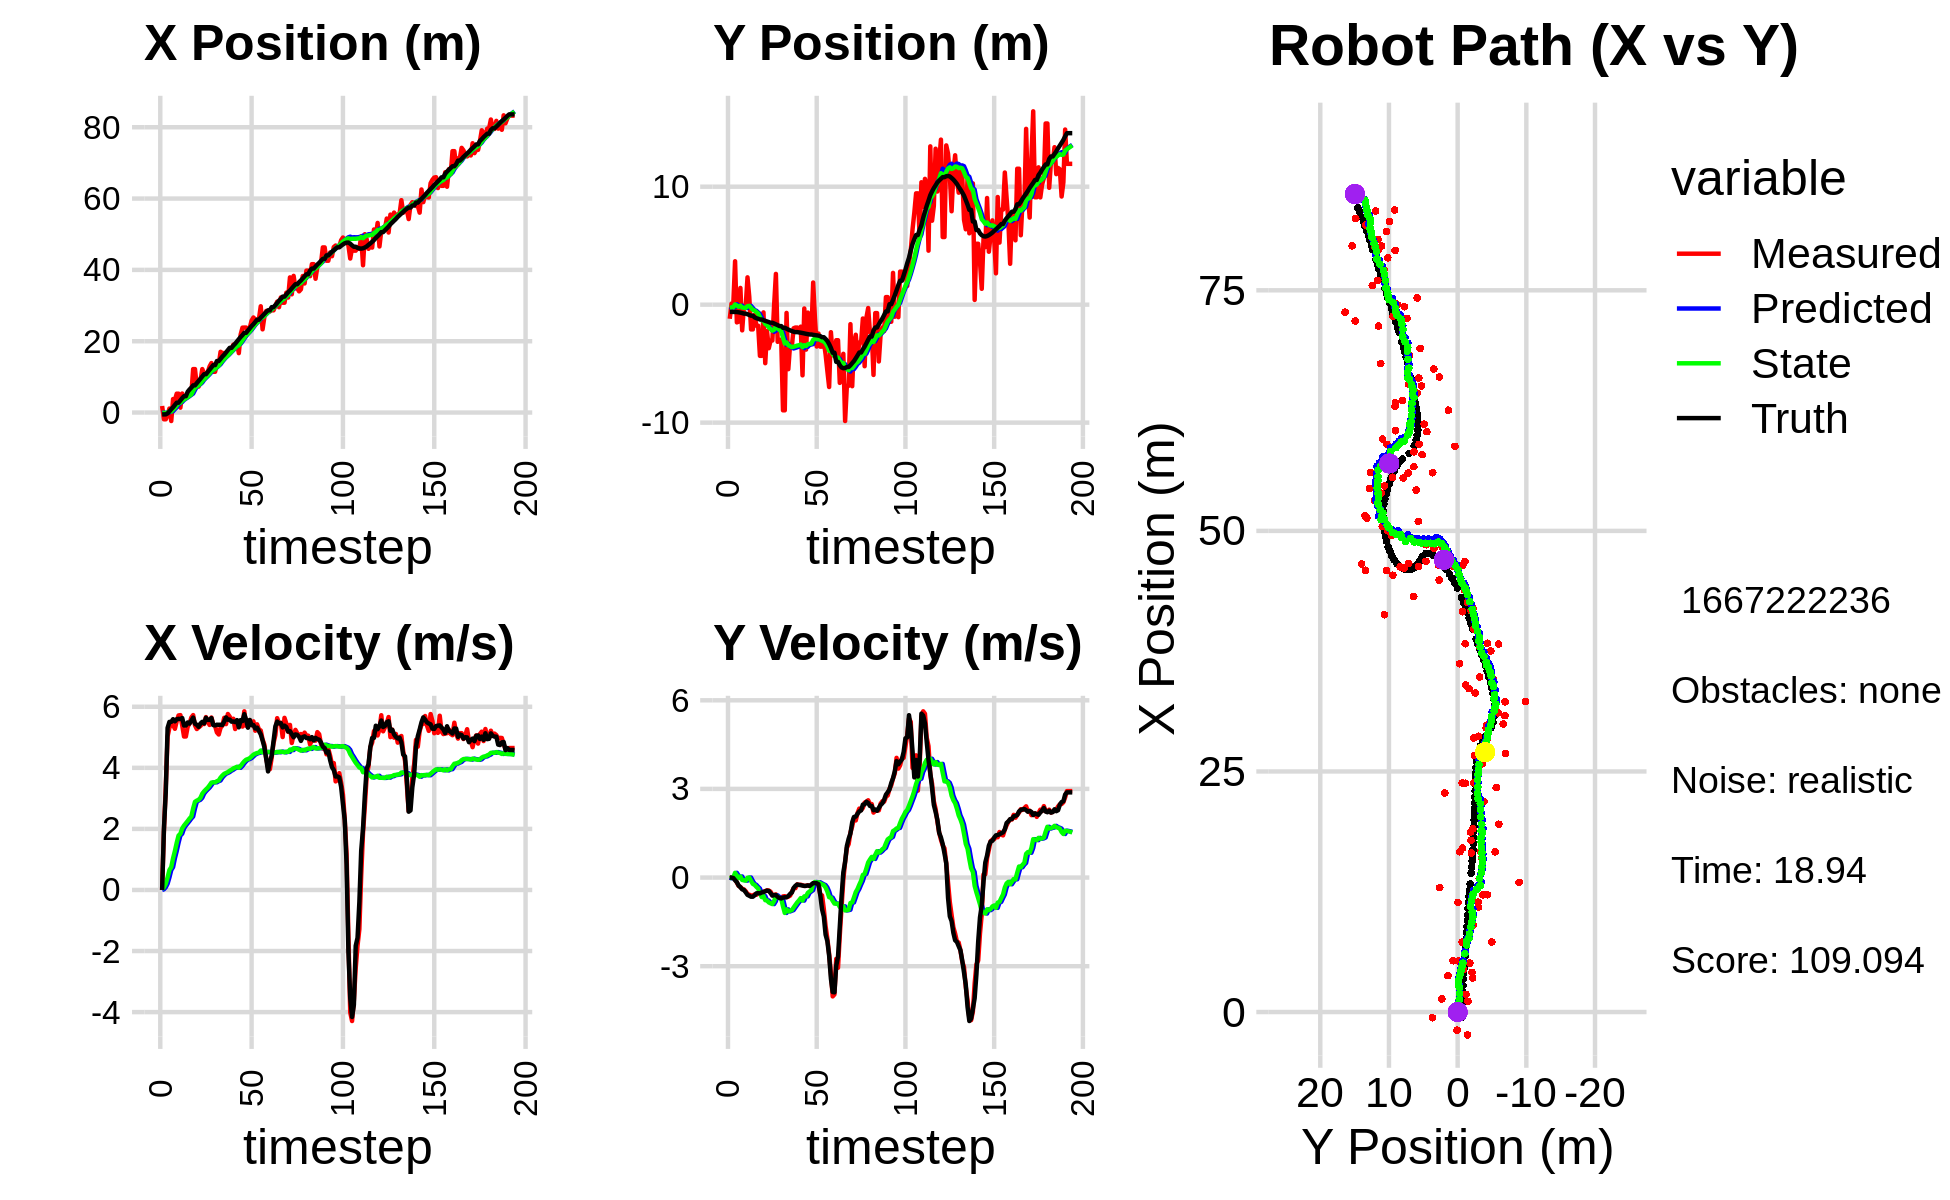 X Position (m)
80
60
40
20
0
0
50
100
150
200
timestep
Y Position (m)
10
0
-10
0
50
100
150
200
timestep
X Velocity (m/s)
6
4
2
0
-2
-4
0
50
100
150
200
timestep
Y Velocity (m/s)
6
3
0
-3
0
50
100
150
200
timestep
Robot Path (X vs Y)
X Position (m)
75
50
25
0
20
10
0
-10
-20
Y Position (m)
variable
Measured
Predicted
State
Truth
1667222236
Obstacles: none
Noise: realistic
Time: 18.94
Score: 109.094